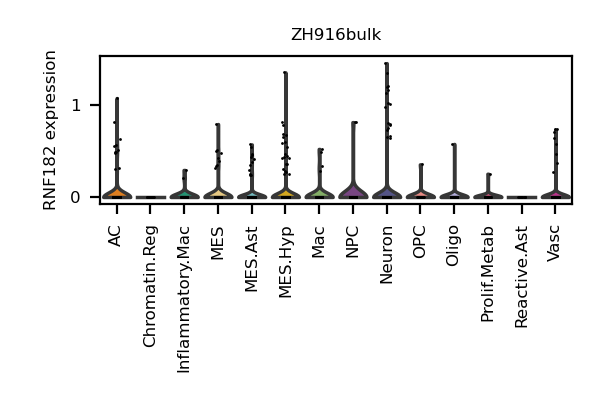 ZH916bulk
RNF182 expression
1
0
AC
Chromatin.Reg
Inflammatory.Mac
MES
MES.Ast
MES.Hyp
Mac
NPC
Neuron
OPC
Oligo
Prolif.Metab
Reactive.Ast
Vasc